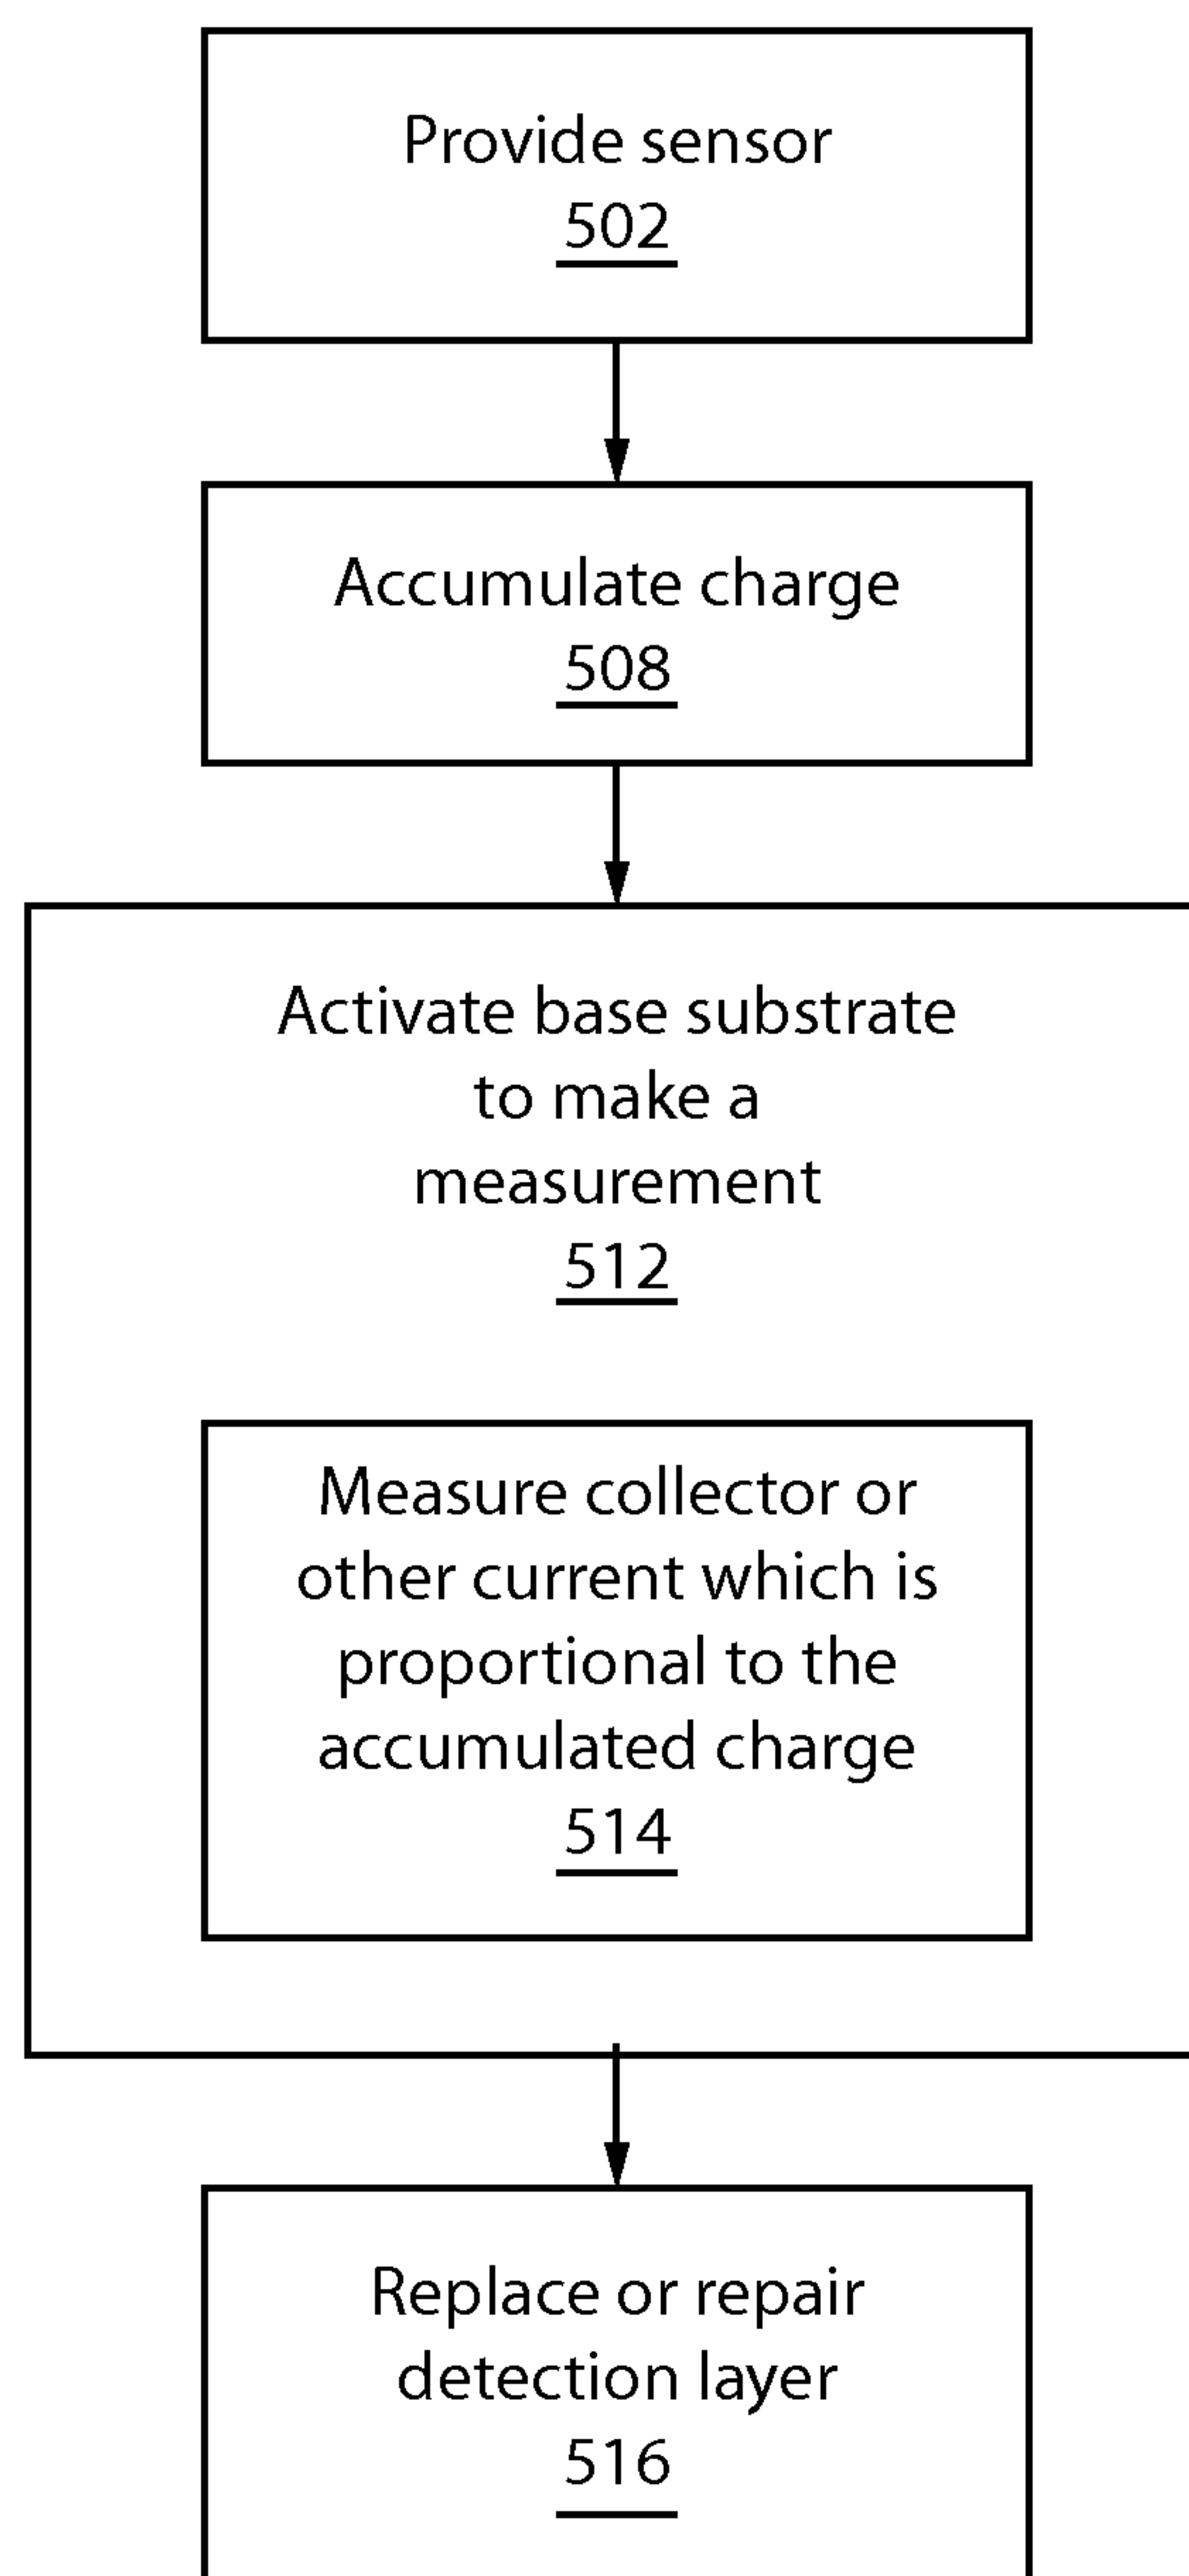 Provide sensor
502
Accumulate charge
508
Activate base substrate
to make a
measurement
512
Measure collector or
other current which is
proportional to the
accumulated charge
514
Replace or repair
detection layer
516